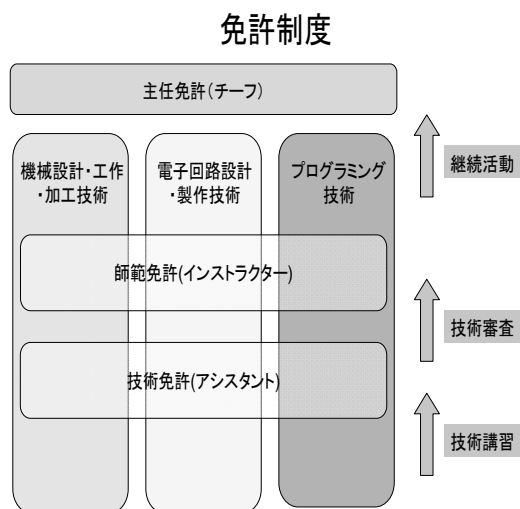 免許制度
主任免許(チーフ)
機械設計・工作
・加工技術
電子回路設計
・製作技術
プログラミング
技術
継続活動
師範免許(インストラクター)
技術審査
技術免許(アシスタント)
技術講習